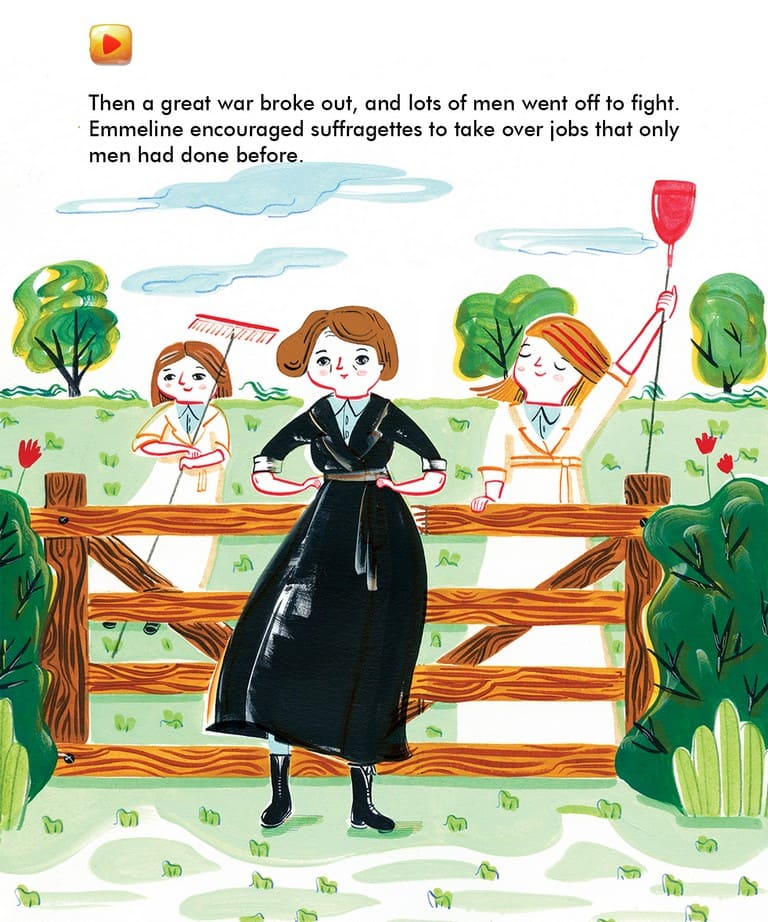 Then a great war broke out, and lots of men went off to fight.
Emmeline encouraged suffragettes to take over jobs that only
men had done before.